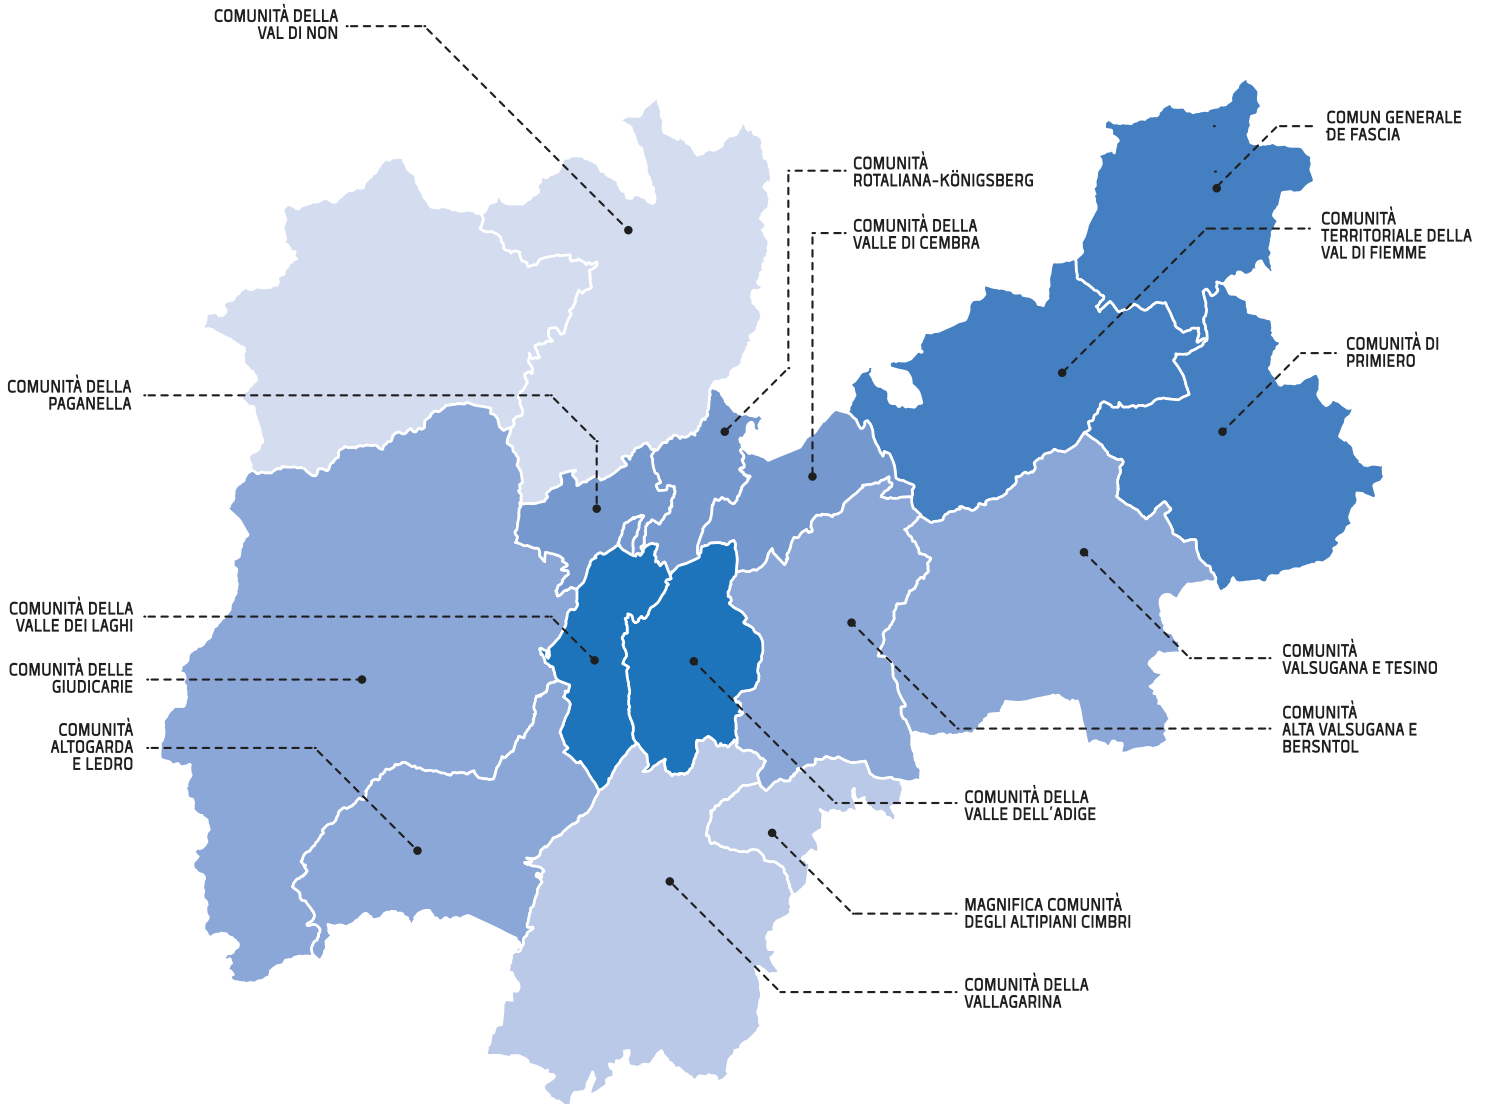 COMUNITÀ DELLA
VAL DI NON
COMUN GENERALE
DE FASCIA
COMUNITÀ
ROTALIANA-KÖNIGSBERG
COMUNITÀ DELLA
VALLE DI CEMBRA
COMUNITÀ
TERRITORIALE DELLA
VAL DI FIEMME
COMUNITÀ DI
PRIMIERO
COMUNITÀ DELLA
PAGANELLA
COMUNITÀ DELLA
VALLE DEI LAGHI
COMUNITÀ DELLE
GIUDICARIE
COMUNITÀ
ALTOGARDA
E LEDRO
COMUNITÀ
VALSUGANA E TESINO
COMUNITÀ
ALTA VALSUGANA E
BERSNTOL
COMUNITÀ DELLA
VALLE DELL'ADIGE
MAGNIFICA COMUNITÀ
DEGLI ALTIPIANI CIMBRI
COMUNITÀ DELLA
VALLAGARINA